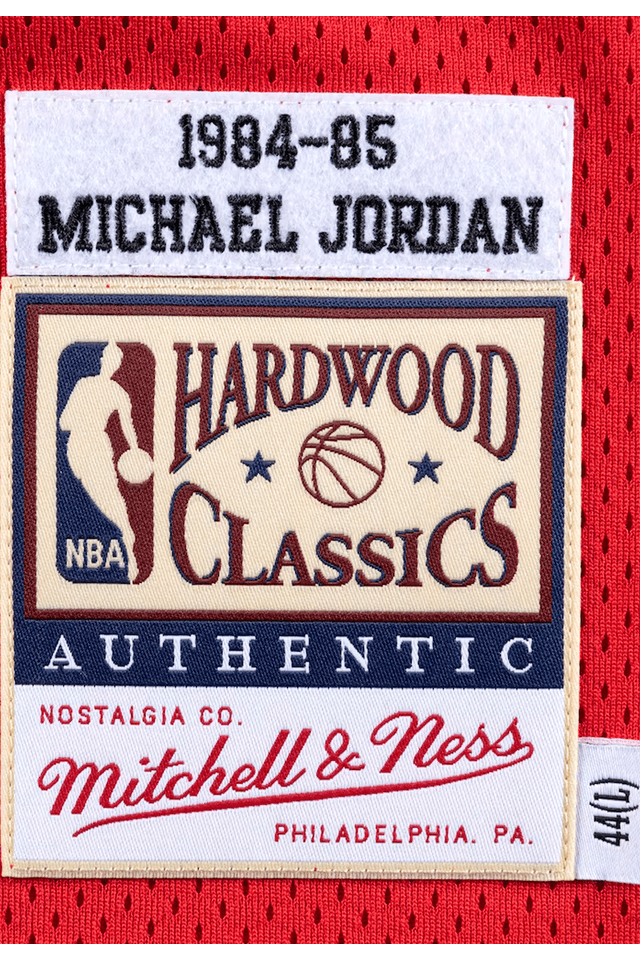 1984-85
MICHAEL JORDAN
HARDWOOD
CLASSICS
NBA
AUTHENTIC
NOSTALGIA CO.
Mitchell & Ness
PHILADELPHIA. PA.
44(L)